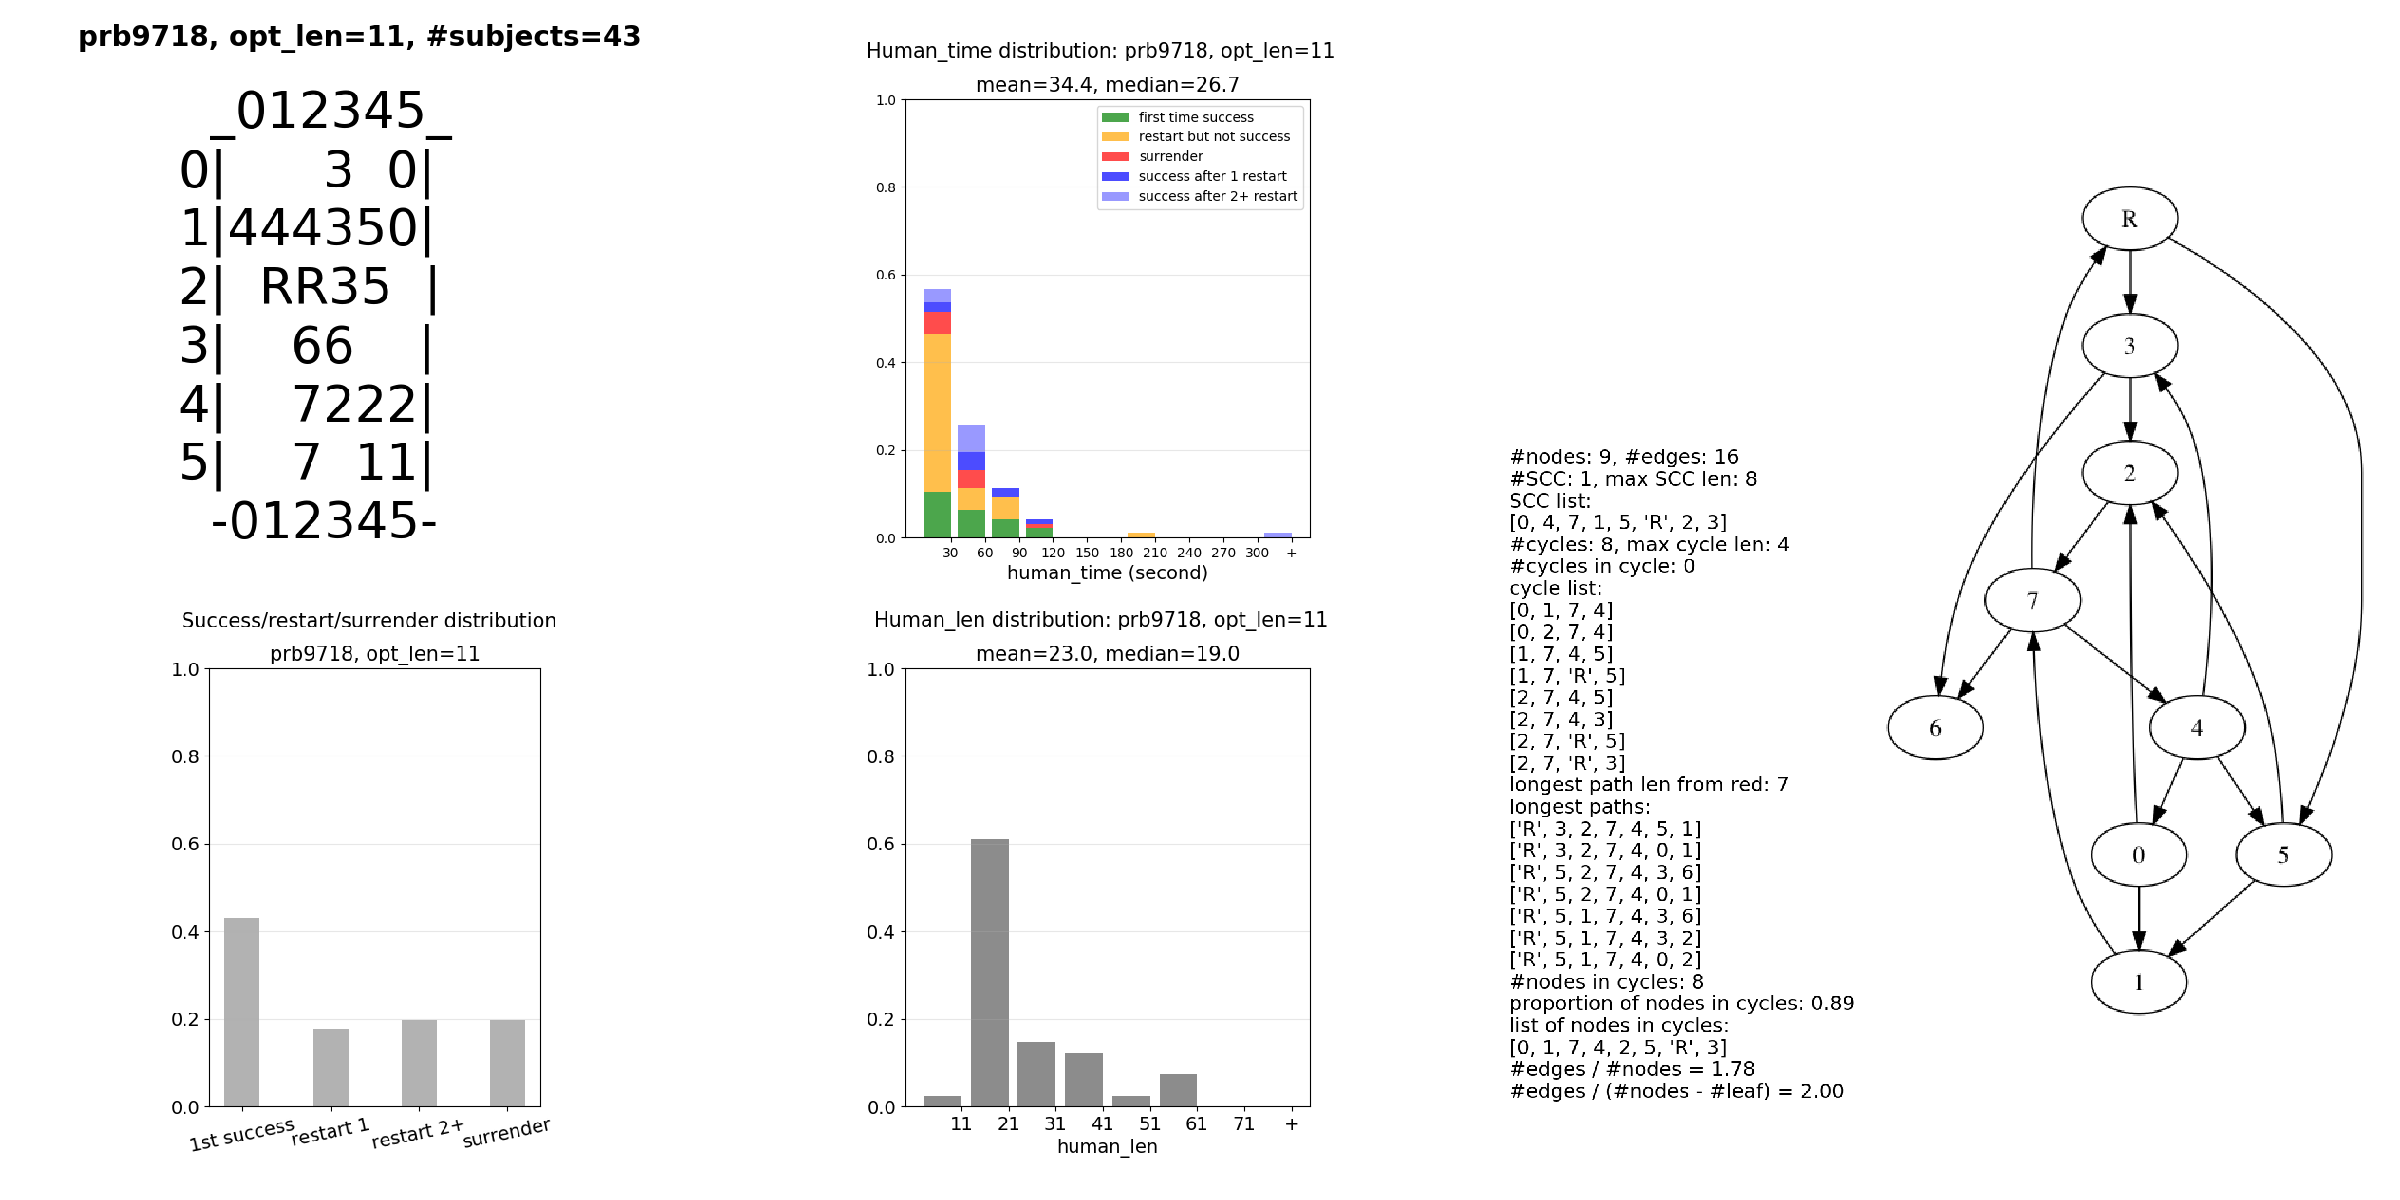 prb9718, opt_len=11, #subjects=43
_012345_
0|   3 0|
1|444350|
2| RR35 |
3|  66  |
4|  7222|
5|  7 11|
-012345-
Human_time distribution: prb9718, opt_len=11
mean=34.4, median=26.7
1.0
0.8
0.6
0.4
0.2
0.0
first time success
restart but not success
surrender
success after 1 restart
success after 2+ restart
30 60 90 120 150 180 210 240 270 300 +
human_time (second)
Success/restart/surrender distribution
prb9718, opt_len=11
1.0
0.8
0.6
0.4
0.2
0.0
1st success restart 1 restart 2+ surrender
Human_len distribution: prb9718, opt_len=11
mean=23.0, median=19.0
1.0
0.8
0.6
0.4
0.2
0.0
11 21 31 41 51 61 71 +
human_len
#nodes: 9, #edges: 16
#SCC: 1, max SCC len: 8
SCC list:
[0, 4, 7, 1, 5, 'R', 2, 3]
#cycles: 8, max cycle len: 4
#cycles in cycle: 0
cycle list:
[0, 1, 7, 4]
[0, 2, 7, 4]
[1, 7, 4, 5]
[1, 7, 'R', 5]
[2, 7, 4, 5]
[2, 7, 4, 3]
[2, 7, 'R', 5]
[2, 7, 'R', 3]
longest path len from red: 7
longest paths:
['R', 3, 2, 7, 4, 5, 1]
['R', 3, 2, 7, 4, 0, 1]
['R', 5, 2, 7, 4, 3, 6]
['R', 5, 2, 7, 4, 0, 1]
['R', 5, 1, 7, 4, 3, 6]
['R', 5, 1, 7, 4, 3, 2]
['R', 5, 1, 7, 4, 0, 2]
#nodes in cycles: 8
proportion of nodes in cycles: 0.89
list of nodes in cycles:
[0, 1, 7, 4, 2, 5, 'R', 3]
#edges / #nodes = 1.78
#edges / (#nodes - #leaf) = 2.00
R
3
2
7
6
4
0
5
1